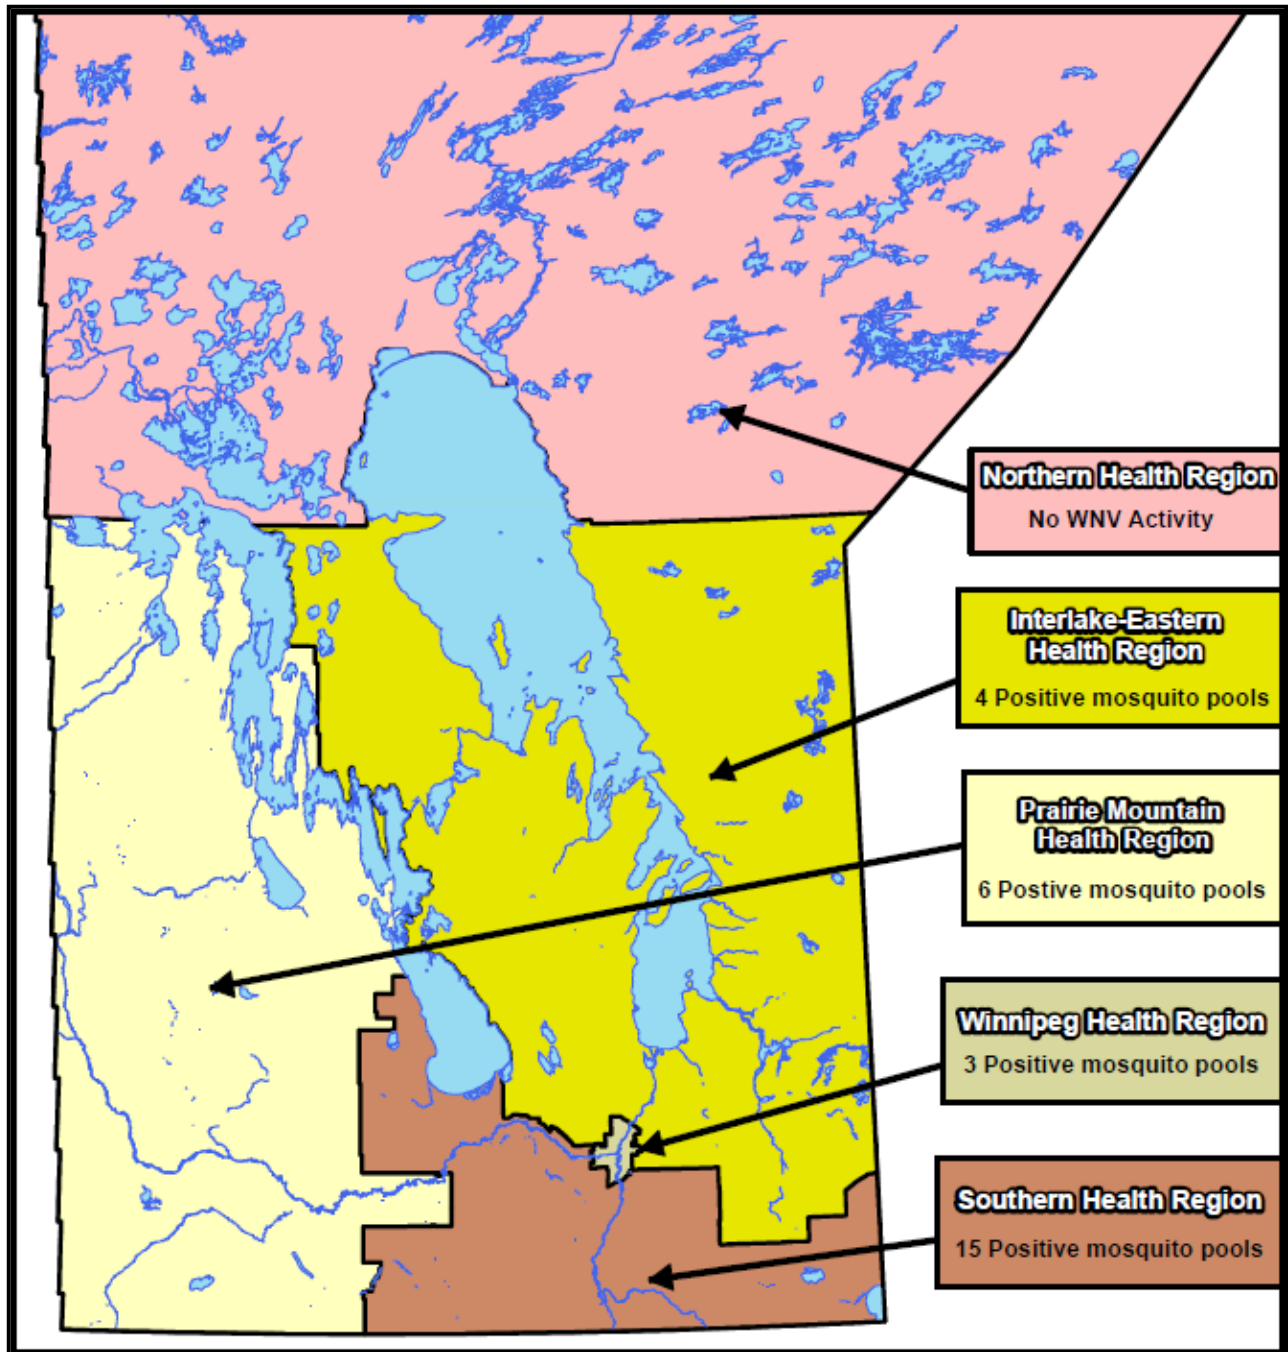 Northern Health Region
No WNV Activity
Interlake-Eastern
Health Region
4 Positive mosquito pools
Prairie Mountain
Health Region
6 Postive mosquito pools
Winnipeg Health Region
3 Positive mosquito pools
Southern Health Region
15 Positive mosquito pools